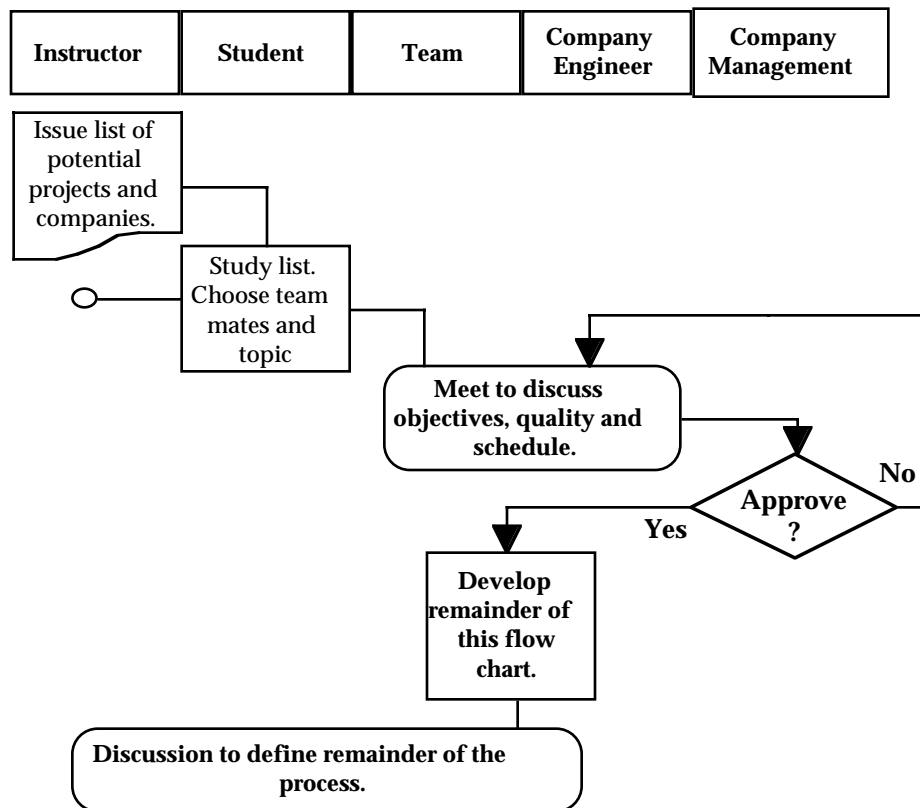 Instructor
Student
Team
Company
Engineer
Company
Management
Issue list of
potential
projects and
companies.
Study list.
Choose team
mates and
topic
Meet to discuss
objectives, quality and
schedule.
Approve
?
No
Yes
Develop
remainder of
this flow
chart.
Discussion to define remainder of the
process.